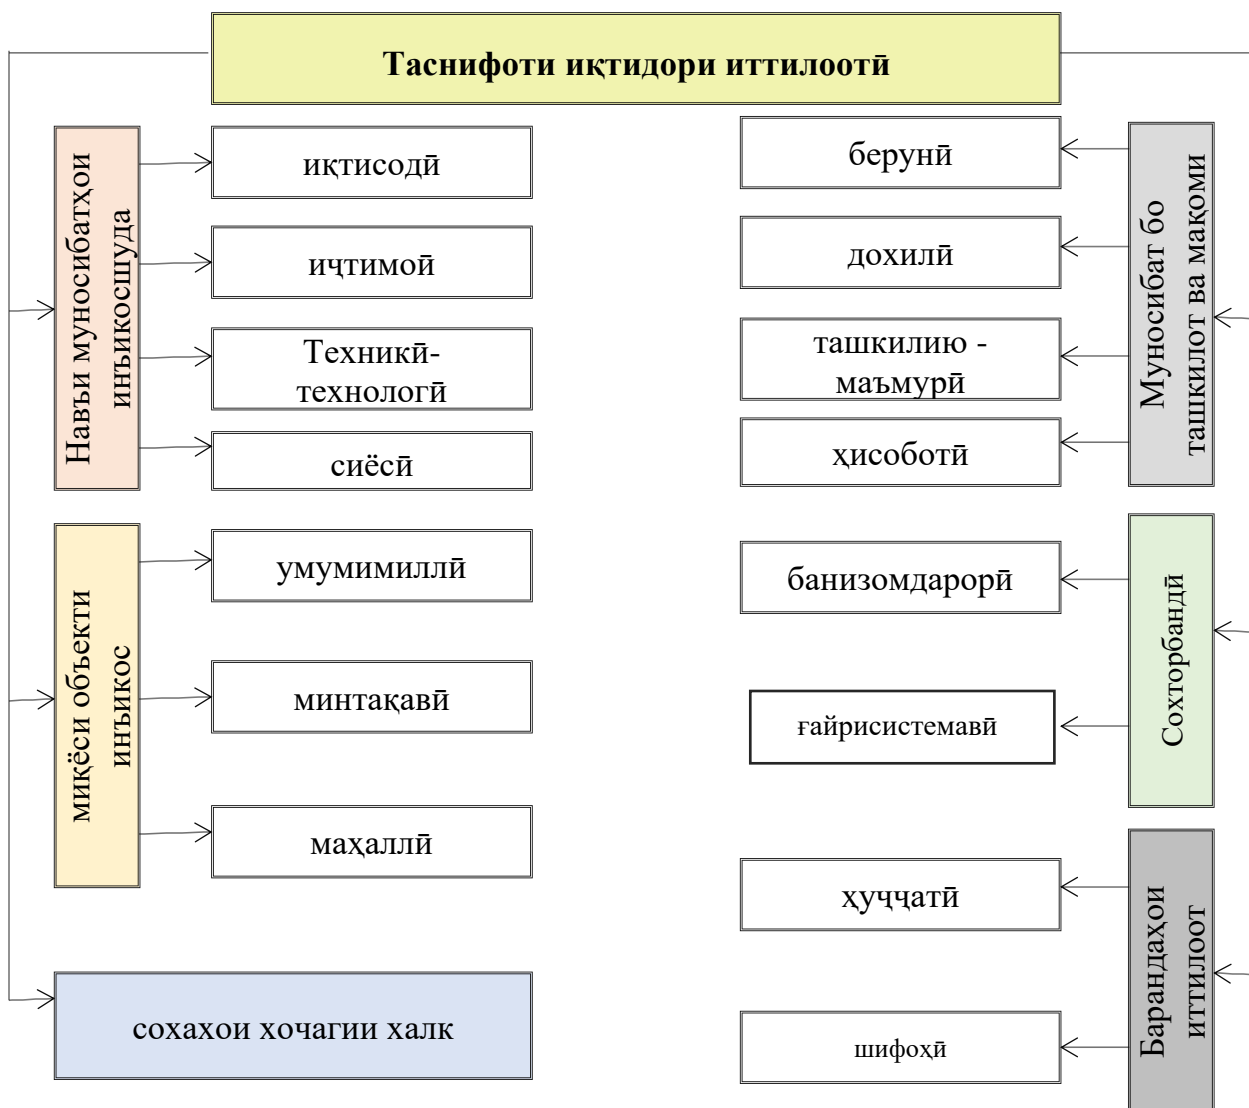 Таснифоти иқтидори иттилоотӣ
Навъи муносибатҳои
инъикосшуда
иқтисодӣ
иҷтимоӣ
Техникӣ-
технологӣ
сиёсӣ
миқёси объекти
инъикос
умумимиллӣ
минтақавӣ
маҳаллӣ
сохахои хочагии халк
Муносибат бо
ташкилот ва мақоми
берунӣ
дохилӣ
ташкилию -
маъмурӣ
ҳисоботӣ
Сохторбандӣ
банизомдарорӣ
ғайрисистемавӣ
Барандаҳои
иттилоот
ҳуҷҷатӣ
шифоҳӣ